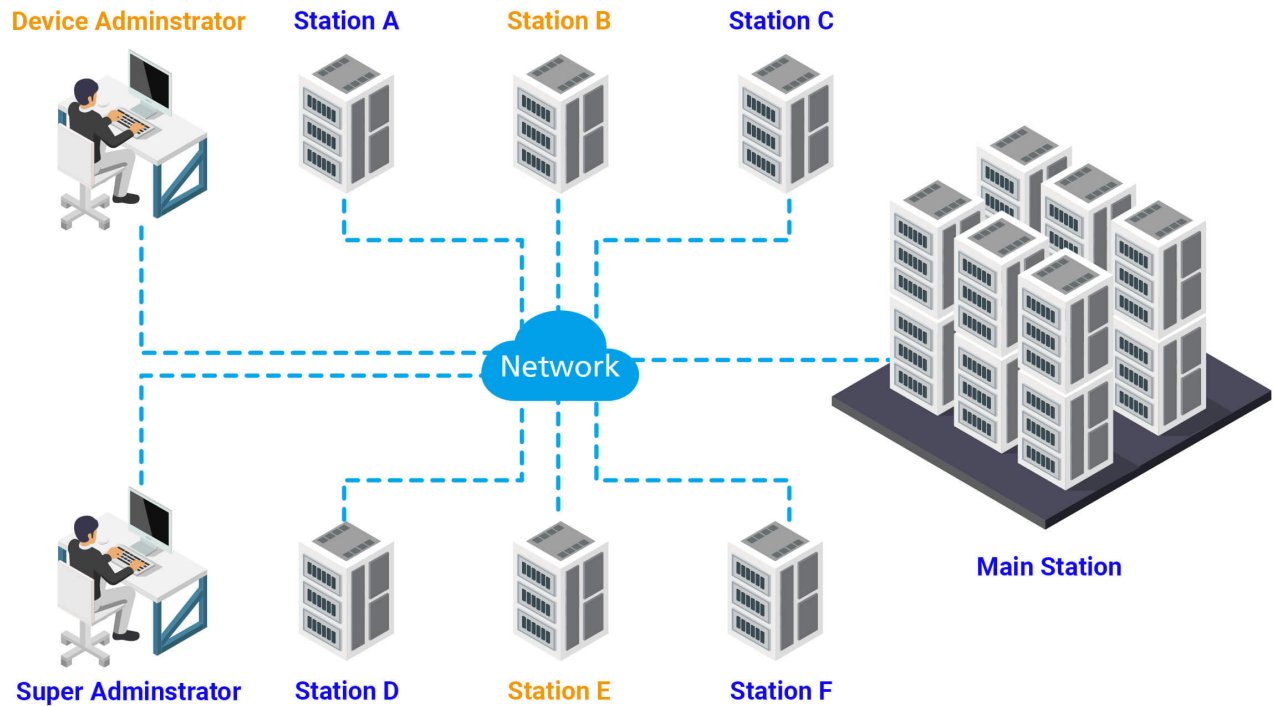 Device Adminstrator
Station A
Station B
Station C
Network
Main Station
Super Adminstrator
Station D
Station E
Station F